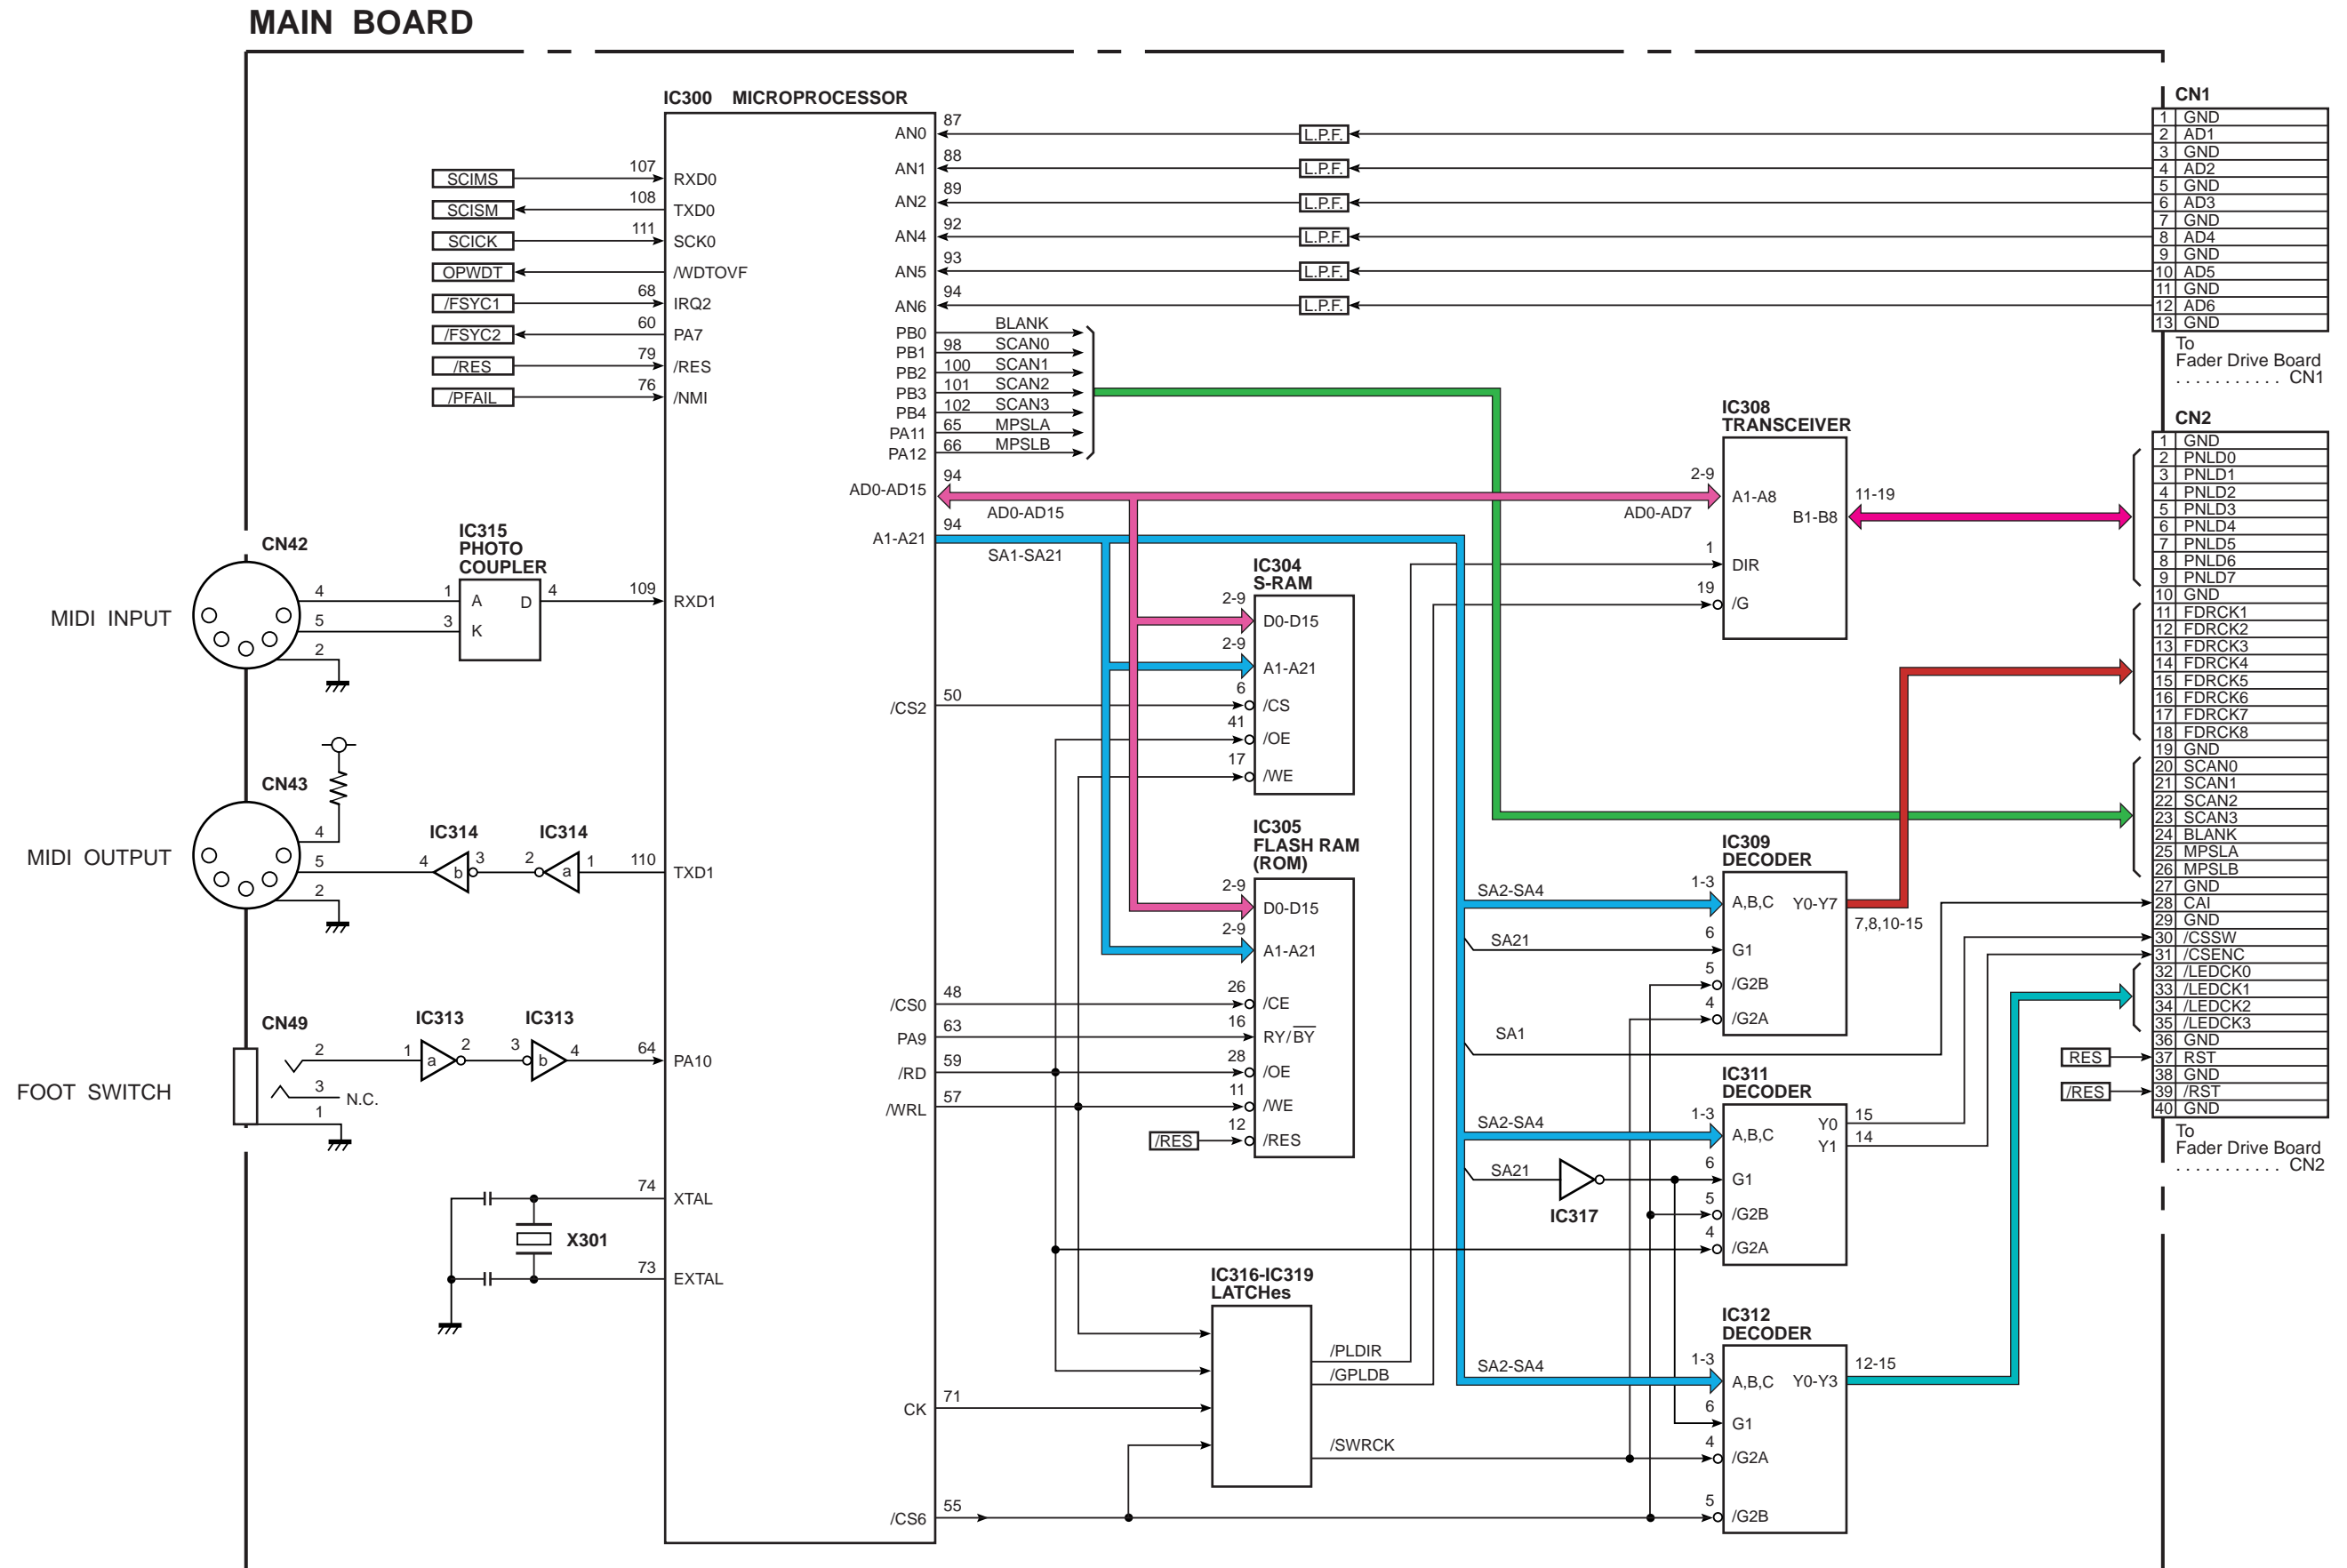 MAIN BOARD
IC300 MICROPROCESSOR
107
SCIMS
RXD0
108
SCISM
TXD0
111
SCICK
SCK0
OPWDT
/WDTOVF
68
/FSYC1
IRQ2
60
/FSYC2
PA7
79
/RES
/RES
76
/PFAIL
/NMI
87
AN0
L.P.F.
88
AN1
L.P.F.
89
AN2
L.P.F.
92
AN4
L.P.F.
93
AN5
L.P.F.
94
AN6
L.P.F.
PB0
BLANK
PB1
98
SCAN0
PB2
100
SCAN1
PB3
101
SCAN2
PB4
102
SCAN3
PA11
65
MPSLA
PA12
66
MPSLB
AD0-AD15
94
AD0-AD15
AD0-AD7
A1-A21
94
SA1-SA21
CN1
1 GND
2 AD1
3 GND
4 AD2
5 GND
6 AD3
7 GND
8 AD4
9 GND
10 AD5
11 GND
12 AD6
13 GND
To
Fader Drive Board
. . . . . . . . . . . CN1
IC308
TRANSCEIVER
2-9
A1-A8
11-19
B1-B8
1
DIR
19
/G
CN2
1 GND
2 PNLD0
3 PNLD1
4 PNLD2
5 PNLD3
6 PNLD4
7 PNLD5
8 PNLD6
9 PNLD7
10 GND
11 FDRCK1
12 FDRCK2
13 FDRCK3
14 FDRCK4
15 FDRCK5
16 FDRCK6
17 FDRCK7
18 FDRCK8
19 GND
20 SCAN0
21 SCAN1
22 SCAN2
23 SCAN3
24 BLANK
25 MPSLA
26 MPSLB
27 GND
28 CAI
29 GND
30 /CSSW
31 /CSENC
32 /LEDCK0
33 /LEDCK1
34 /LEDCK2
35 /LEDCK3
36 GND
37 RST
38 GND
39 /RST
40 GND
RES
/RES
To
Fader Drive Board
. . . . . . . . . . . CN2
MIDI INPUT
CN42
4
5
2
IC315
PHOTO
COUPLER
1
A
3
K
D
4
109
RXD1
MIDI OUTPUT
CN43
4
5
2
IC314
IC314
4
b
3
2
a
1
110
TXD1
FOOT SWITCH
CN49
2
3
N.C.
1
IC313
IC313
1
a
2
3
b
4
64
PA10
74
XTAL
X301
73
EXTAL
IC304
S-RAM
2-9
D0-D15
2-9
A1-A21
/CS2
50
6
/CS
41
/OE
17
/WE
IC305
FLASH RAM
(ROM)
2-9
D0-D15
2-9
A1-A21
/CS0
48
26
/CE
PA9
63
16
RY/BY
/RD
59
28
/OE
/WRL
57
11
/WE
/RES
12
/RES
IC309
DECODER
SA2-SA4
1-3
A,B,C
Y0-Y7
7,8,10-15
SA21
6
G1
5
/G2B
4
/G2A
SA1
IC311
DECODER
SA2-SA4
1-3
A,B,C
Y0
15
Y1
14
SA21
IC317
6
G1
5
/G2B
4
/G2A
IC316-IC319
LATCHes
/PLDIR
/GPLDB
/SWRCK
CK
71
/CS6
55
IC312
DECODER
SA2-SA4
1-3
A,B,C
Y0-Y3
12-15
6
G1
4
/G2A
5
/G2B